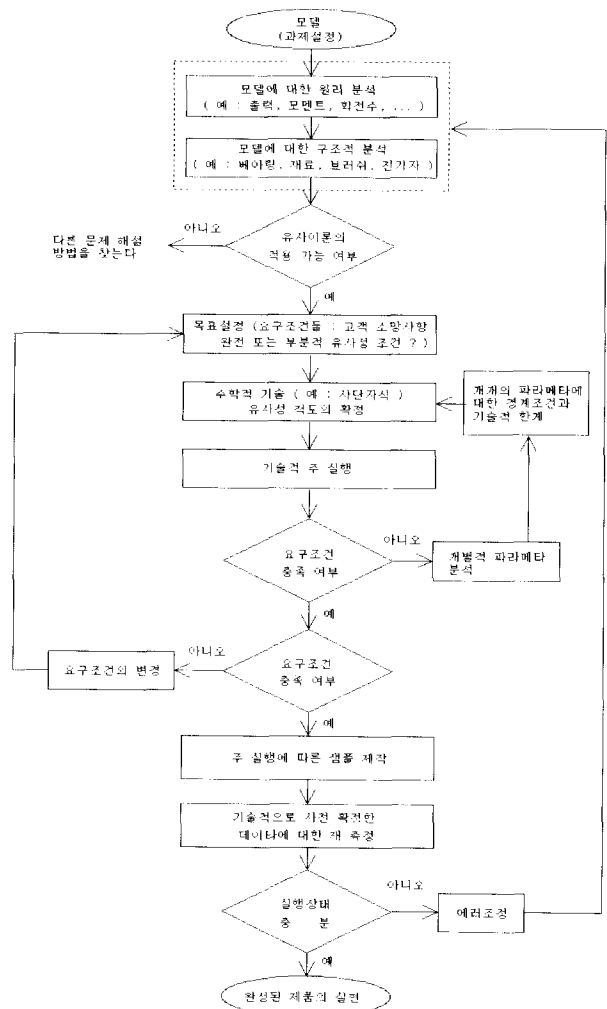 모델
(과제설정)
모델에 대한 원리 분석
( 예 : 출력, 모멘트, 회전수, ... )
모델에 대한 구조적 분석
( 예 : 베아링, 재료, 브러쉬, 전기자 )
아니오
다른 문제 해결
방법을 찾는다
유사이론의
적용 가능 여부
예
목표설정 (요구조건들 : 고객 소망사항
완전 또는 부분적 유사성 조건 ? )
수학적 기술 ( 예 : 사단자식 )
유사성 척도의 확정
개개의 파라메타에
대한 경계조건과
기술적 한계
기술적 주 실행
요구조건
충족 여부
아니오
개별적 파라메타
분석
예
아니오
요구조건의 변경
요구조건
충족 여부
예
주 실행에 따른 샘플 제작
기술적으로 사전 확정한
데이타에 대한 재 측정
아니오
실행상태
충 분
에러조정
예
완성된 제품의 실현